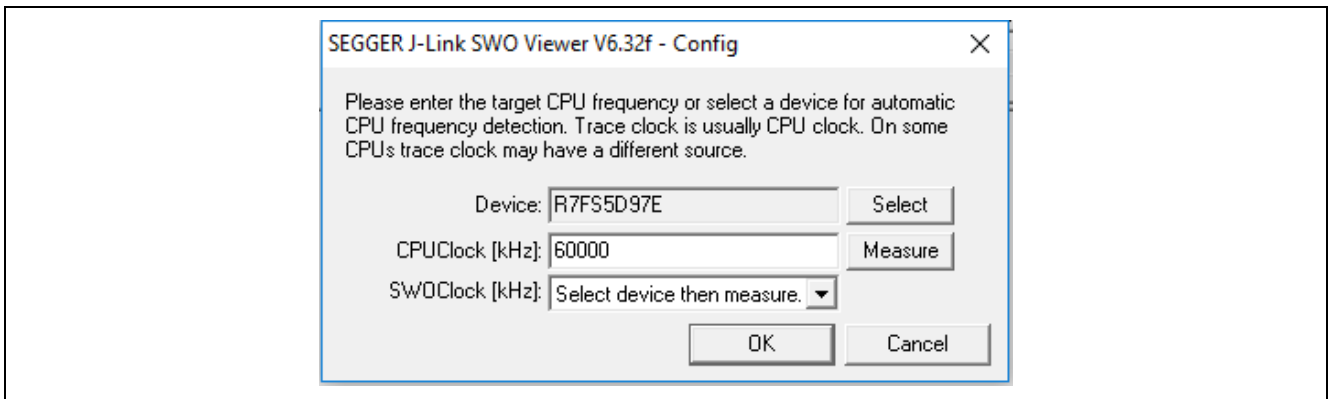 SEGGER J-Link SWO Viewer V6.32f - Config
Please enter the target CPU frequency or select a device for automatic
CPU frequency detection. Trace clock is usually CPU clock. On some
CPUs trace clock may have a different source.
Device: R7FS5D97E Select
CPUClock [kHz]: 60000 Measure
SWOClock [kHz]: Select device then measure.
OK Cancel